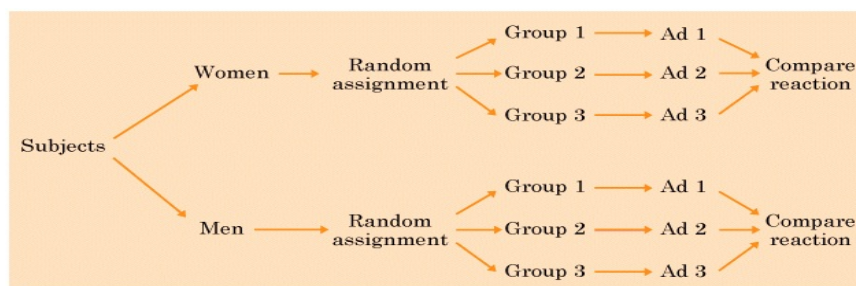 Group 1 Ad 1
Women Random assignment Group 2 Ad 2 Compare reaction
Group 3 Ad 3
Subjects
Group 1 Ad 1
Men Random assignment Group 2 Ad 2 Compare reaction
Group 3 Ad 3